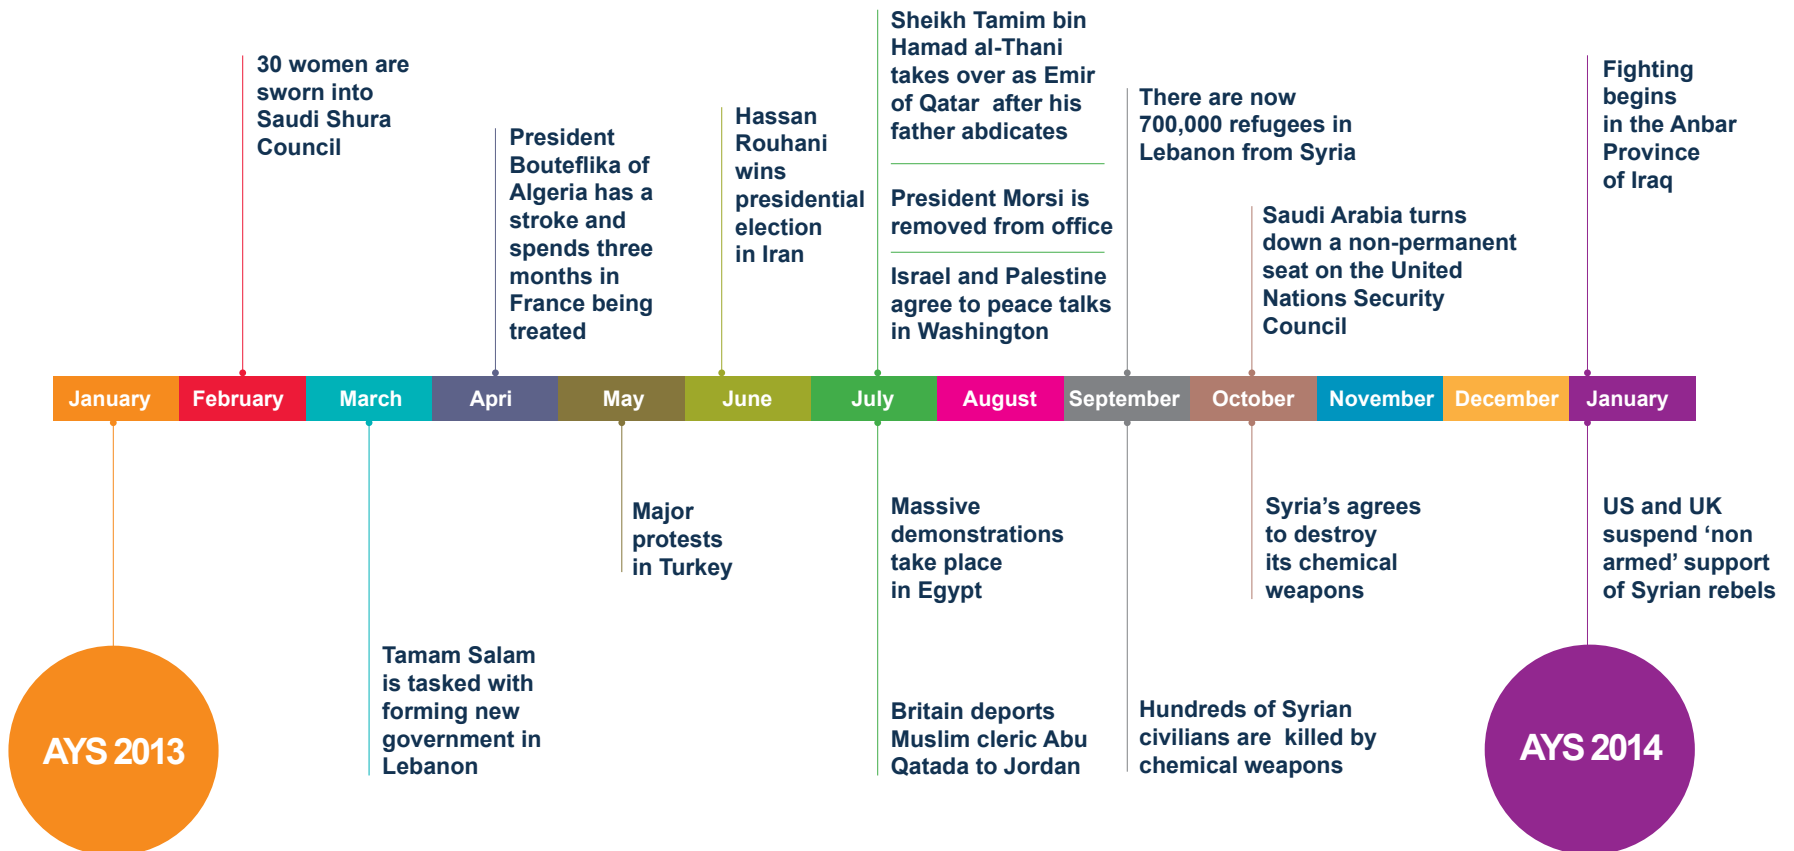 30 women are
sworn into
Saudi Shura
Council
President
Bouteflika of
Algeria has a
stroke and
spends three
months in
France being
treated
Hassan
Rouhani
wins
presidential
election
in Iran
Sheikh Tamim bin
Hamad al-Thani
takes over as Emir
of Qatar after his
father abdicates
President Morsi is
removed from office
Israel and Palestine
agree to peace talks
in Washington
There are now
700,000 refugees in
Lebanon from Syria
Saudi Arabia turns
down a non-permanent
seat on the United
Nations Security
Council
Fighting
begins
in the Anbar
Province
of Iraq
January February March Apri May June July August September October November December January
AYS 2013
Tamam Salam
is tasked with
forming new
government in
Lebanon
Major
protests
in Turkey
Massive
demonstrations
take place
in Egypt
Britain deports
Muslim cleric Abu
Qatada to Jordan
Hundreds of Syrian
civilians are killed by
chemical weapons
Syria’s agrees
to destroy
its chemical
weapons
US and UK
suspend ‘non
armed’ support
of Syrian rebels
AYS 2014